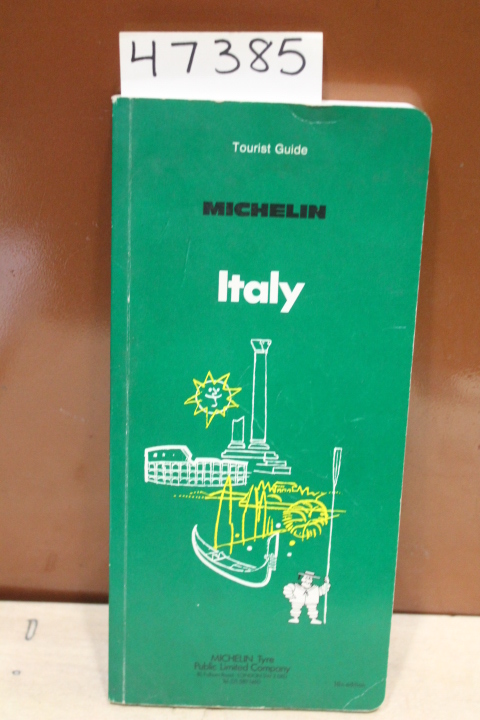 47385
Tourist Guide
MICHELIN
Italy
MICHELIN Tyre
Public Limited Company